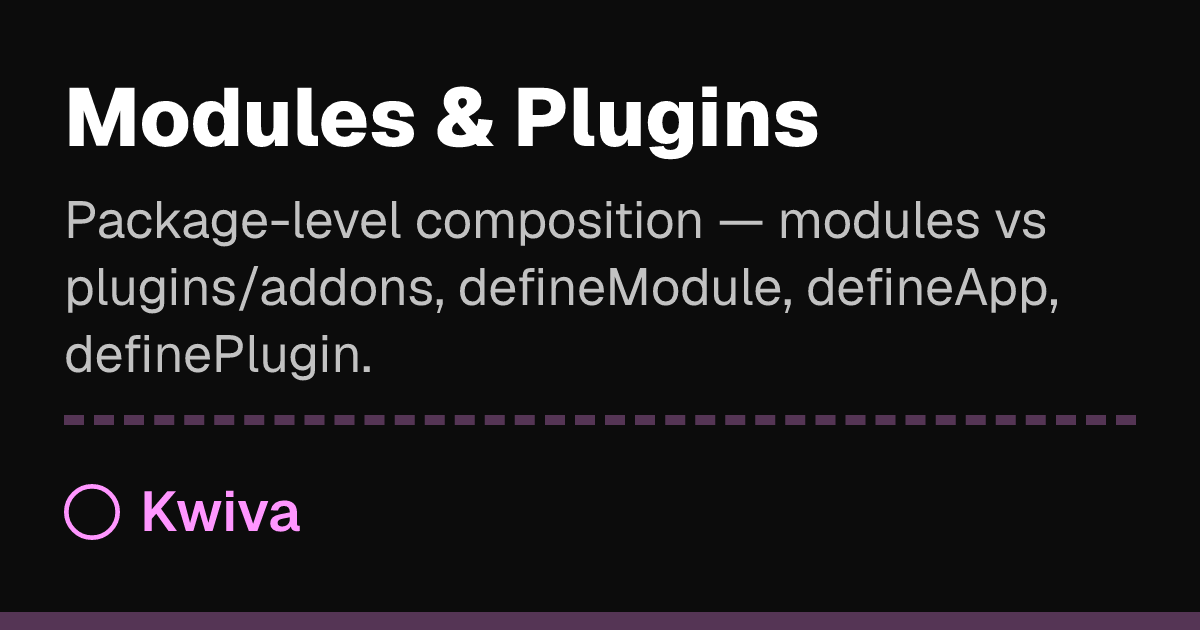 Modules & Plugins
Package-level composition — modules vs
plugins/addons, defineModule, defineApp,
definePlugin.
Kwiva